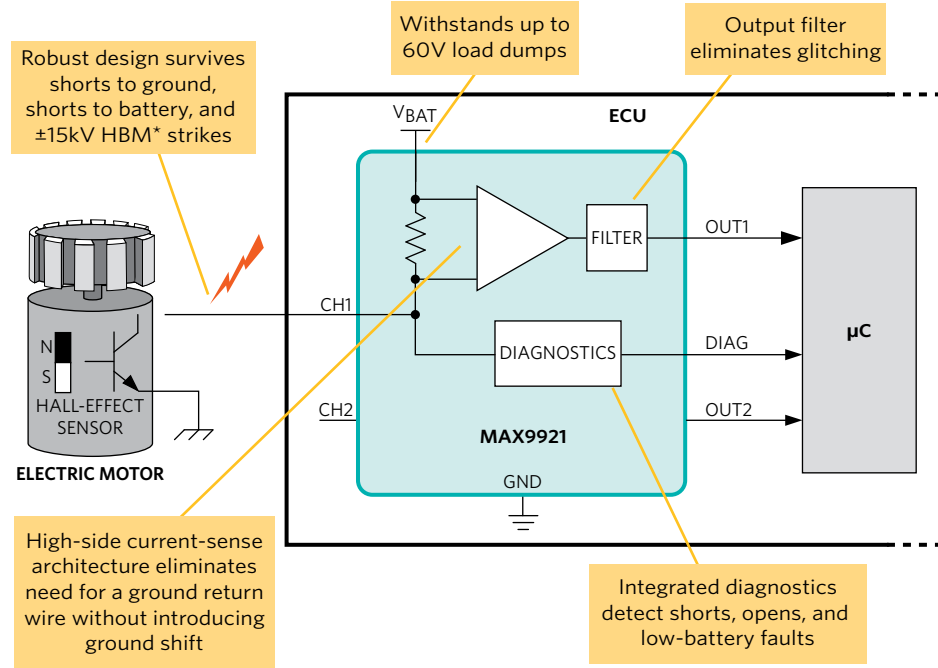 Withstands up to
60V load dumps
Output filter
eliminates glitching
Robust design survives
shorts to ground,
shorts to battery, and
±15kV HBM* strikes
VBAT
ECU
FILTER
OUT1
CH1
µC
DIAGNOSTICS
DIAG
N
S
HALL-EFFECT
SENSOR
CH2
OUT2
MAX9921
ELECTRIC MOTOR
GND
High-side current-sense
architecture eliminates
need for a ground return
wire without introducing
ground shift
Integrated diagnostics
detect shorts, opens, and
low-battery faults